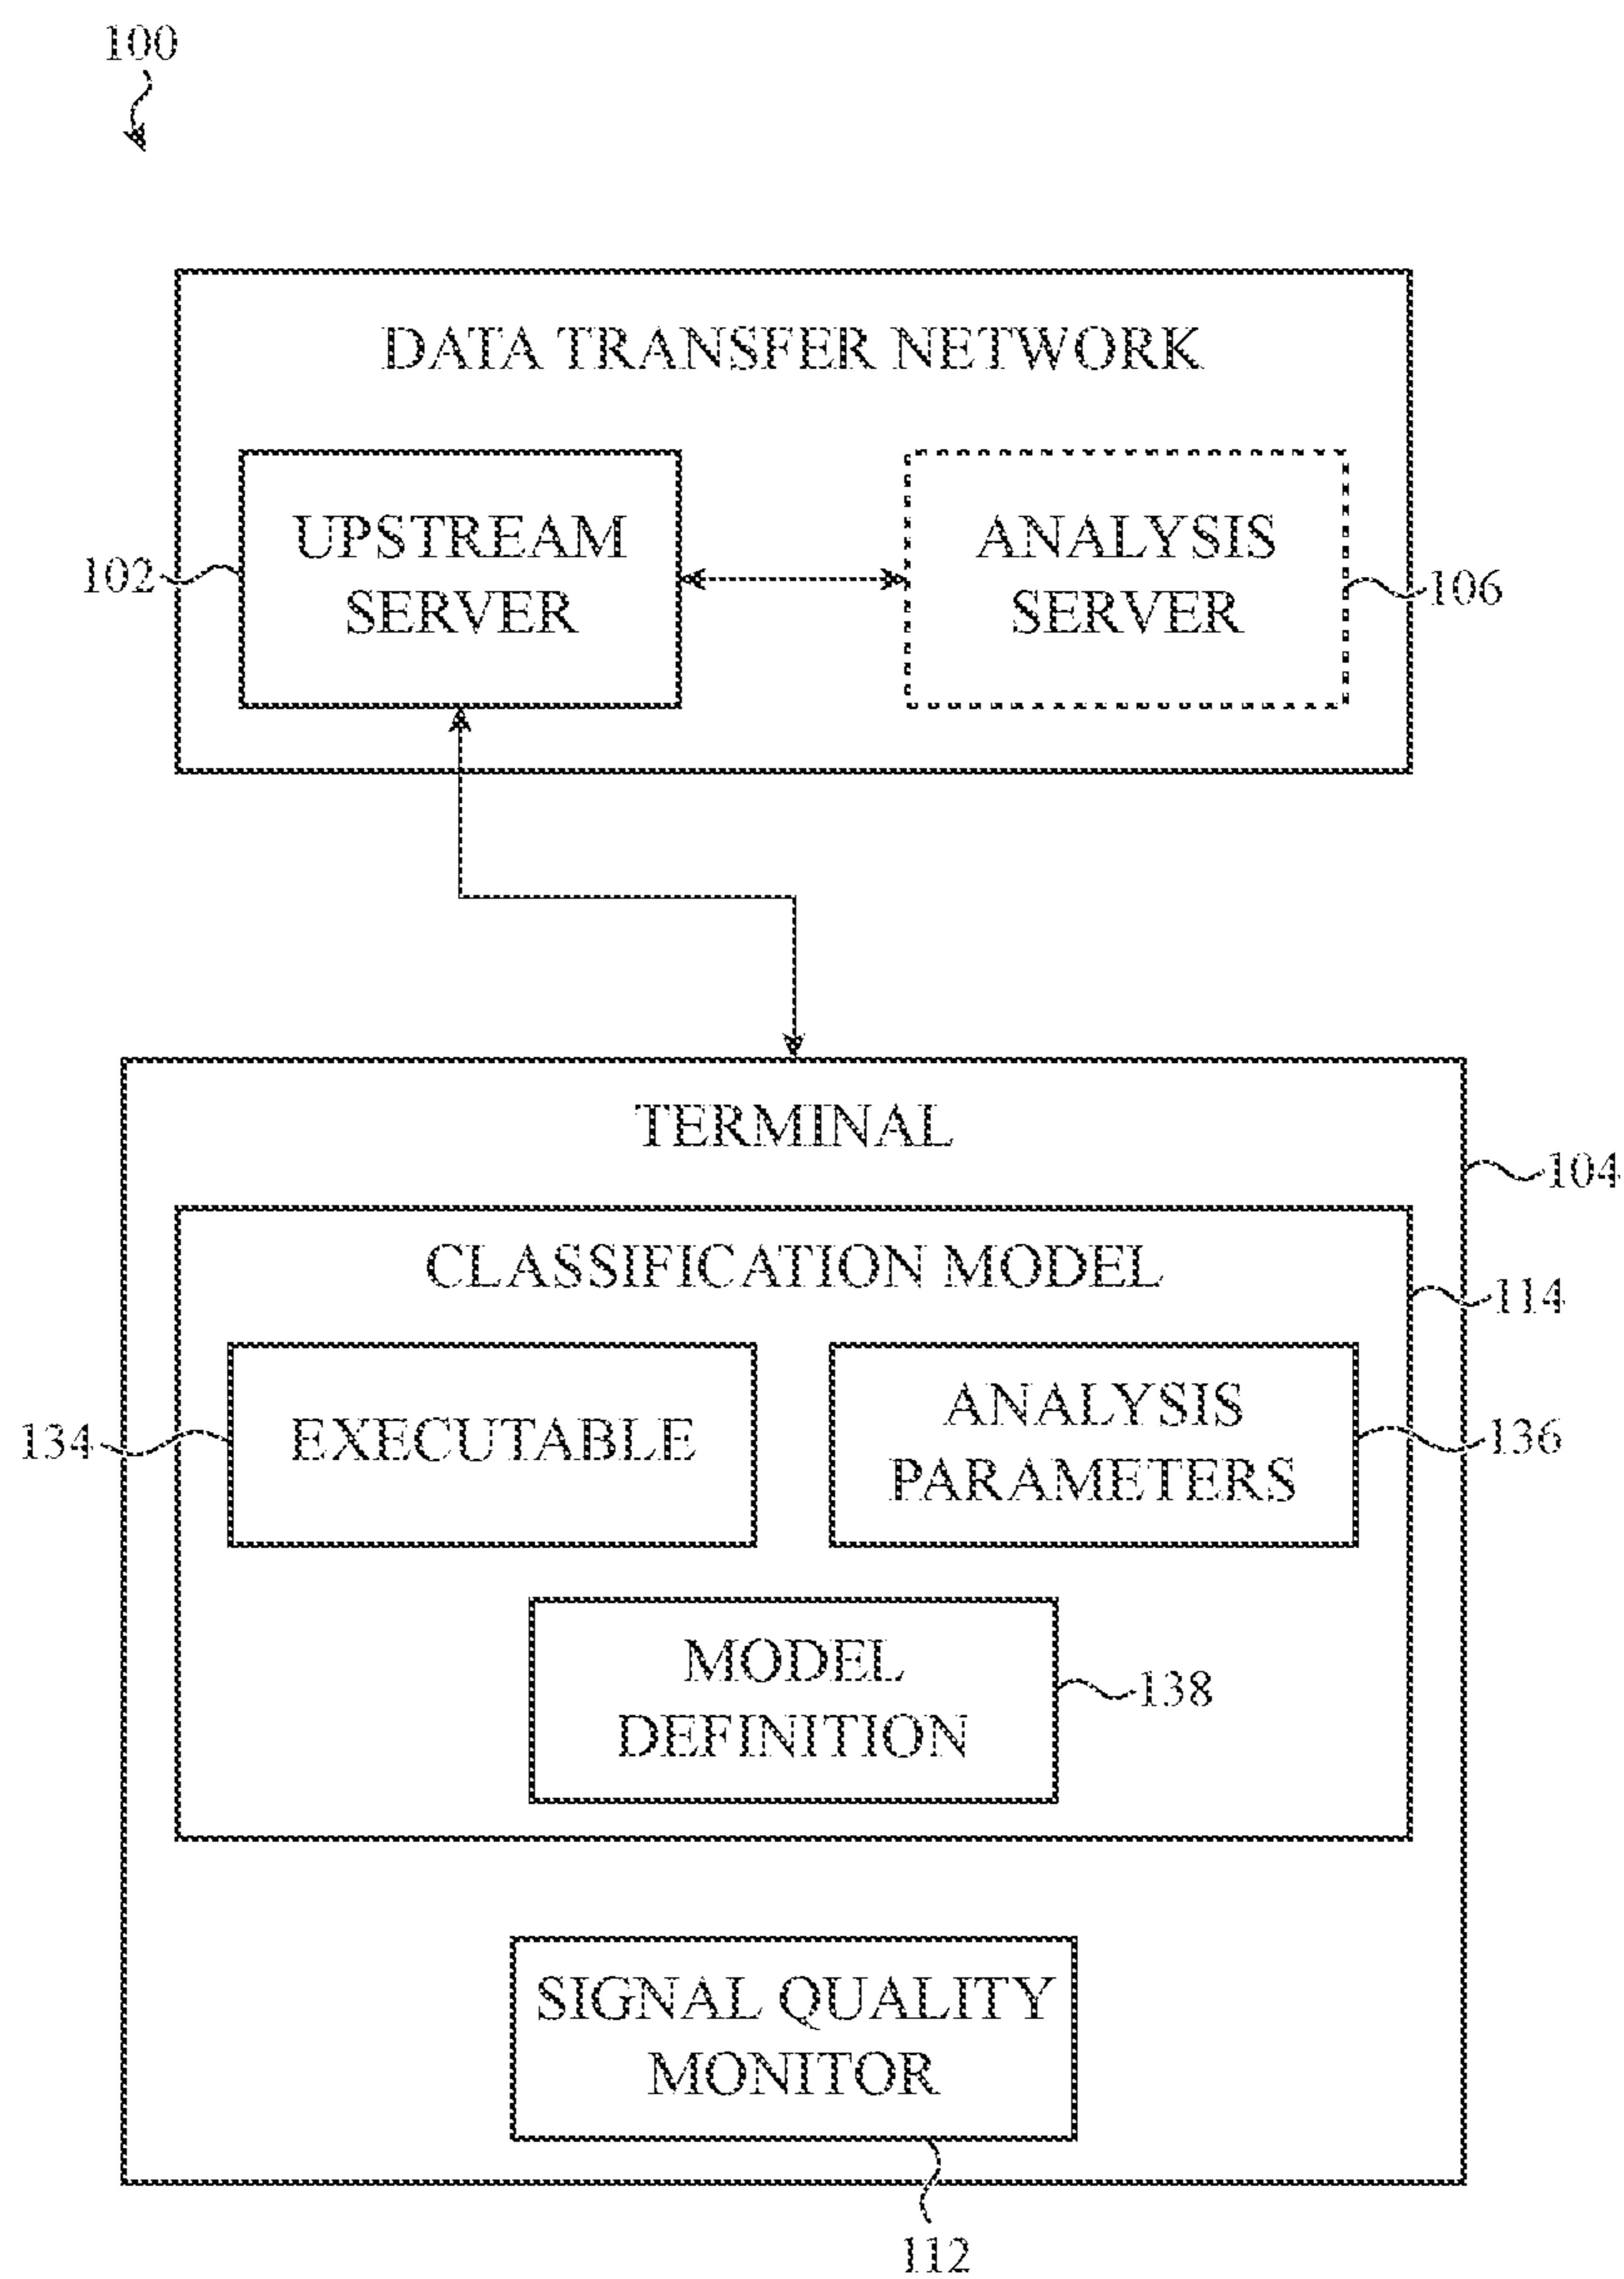 100
DATA TRANSFER NETWORK
UPSTREAM
SERVER
ANALYSIS
SERVER
102
106
TERMINAL
104
CLASSIFICATION MODEL
114
EXECUTABLE
134
ANALYSIS
PARAMETERS
136
MODEL
DEFINITION
138
SIGNAL QUALITY
MONITOR
112